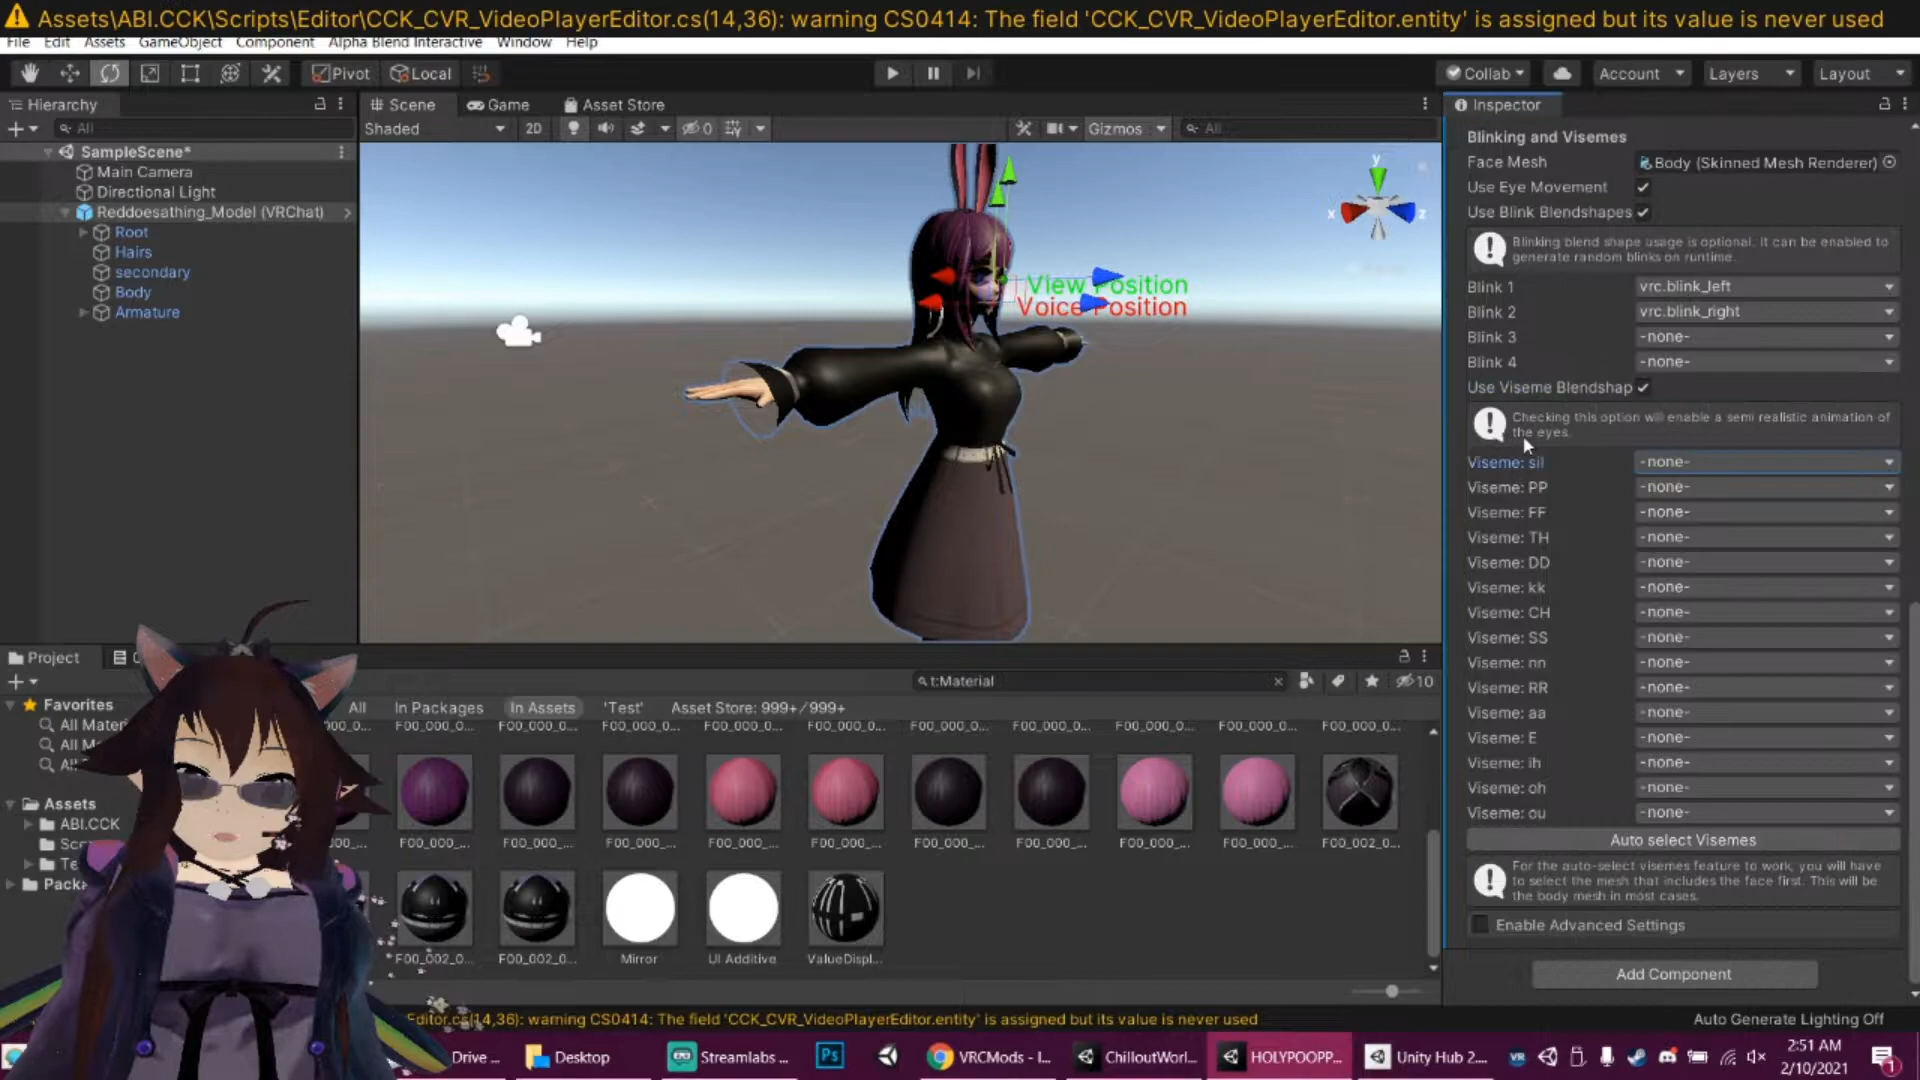 Assets\ABI.CCK\Scripts\Editor\CCK_CVR_VideoPlayerEditor.cs(14,36): warning CS0414: The field 'CCK_CVR_VideoPlayerEditor.entity' is assigned but its value is never used
File Edit Assets GameObject Component Alpha Blend Interactive Window Help
Pivot Local
Collab Account Layers Layout
Hierarchy
All
SampleScene*
Main Camera
Directional Light
Reddoesathing_Model (VRChat)
Root
Hairs
secondary
Body
Armature
Scene Game Asset Store
Shaded 2D 0 Gizmos All
y
x z
View Position
Voice Position
Inspector
Blinking and Visemes
Face Mesh Body (Skinned Mesh Renderer)
Use Eye Movement
Use Blink Blendshapes
Blinking blend shape usage is optional. It can be enabled to
generate random blinks on runtime.
Blink 1 vrc.blink_left
Blink 2 vrc.blink_right
Blink 3 -none-
Blink 4 -none-
Use Viseme Blendshap
Checking this option will enable a semi realistic animation of
the eyes.
Viseme: sil -none-
Viseme: PP -none-
Viseme: FF -none-
Viseme: TH -none-
Viseme: DD -none-
Viseme: kk -none-
Viseme: CH -none-
Viseme: SS -none-
Viseme: nn -none-
Viseme: RR -none-
Viseme: aa -none-
Viseme: E -none-
Viseme: ih -none-
Viseme: oh -none-
Viseme: ou -none-
Auto select Visemes
For the auto-select visemes feature to work, you will have
to select the mesh that includes the face first. This will be
the body mesh in most cases.
Enable Advanced Settings
Add Component
Project
t:Material
10
Favorites
All Mater
All M
All
Assets
ABI.CCK
Sce
Te
Packa
All In Packages In Assets 'Test' Asset Store: 999+/999+
F00_000_0... F00_000_0... F00_000_0... F00_000_0... F00_000_0... F00_000_0... F00_000_0... F00_000_0... F00_000_0... F00_000_0...
F00_000_... F00_000_... F00_000_... F00_000_... F00_000_... F00_000_... F00_000_... F00_000_... F00_000_... F00_002_0...
F00_002_0... F00_002_0... Mirror UI Additive ValueDispl...
Editor.cs(14,36): warning CS0414: The field 'CCK_CVR_VideoPlayerEditor.entity' is assigned but its value is never used
Auto Generate Lighting Off
Drive ... Desktop Streamlabs ... Ps VRCMods - I... ChilloutWorl... HOLYPOOPP... Unity Hub 2....
2:51 AM
2/10/2021
1